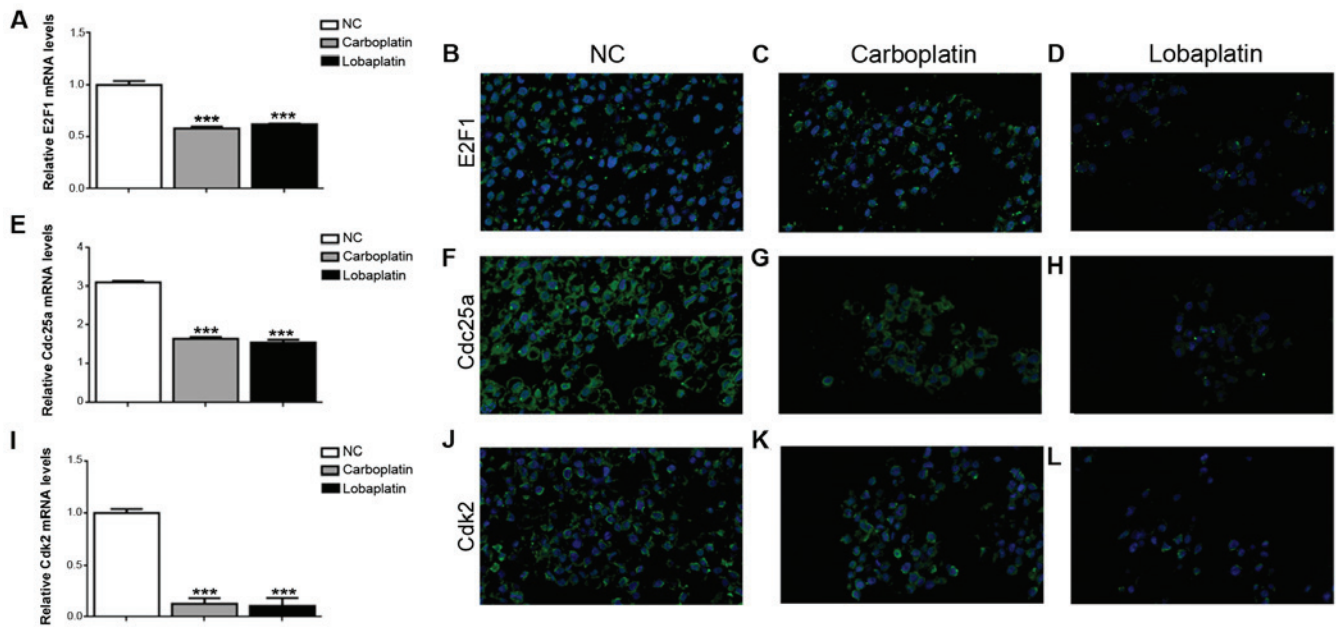 A
Relative E2F1 mRNA levels
1.5
1.0
0.5
0.0
***
***
NC
Carboplatin
Lobaplatin
B
NC
C
Carboplatin
D
Lobaplatin
E2F1
E
Relative Cdc25a mRNA levels
4
3
2
1
0
***
***
NC
Carboplatin
Lobaplatin
F
G
H
Cdc25a
I
Relative Cdk2 mRNA levels
1.5
1.0
0.5
0.0
***
***
NC
Carboplatin
Lobaplatin
J
K
L
Cdk2